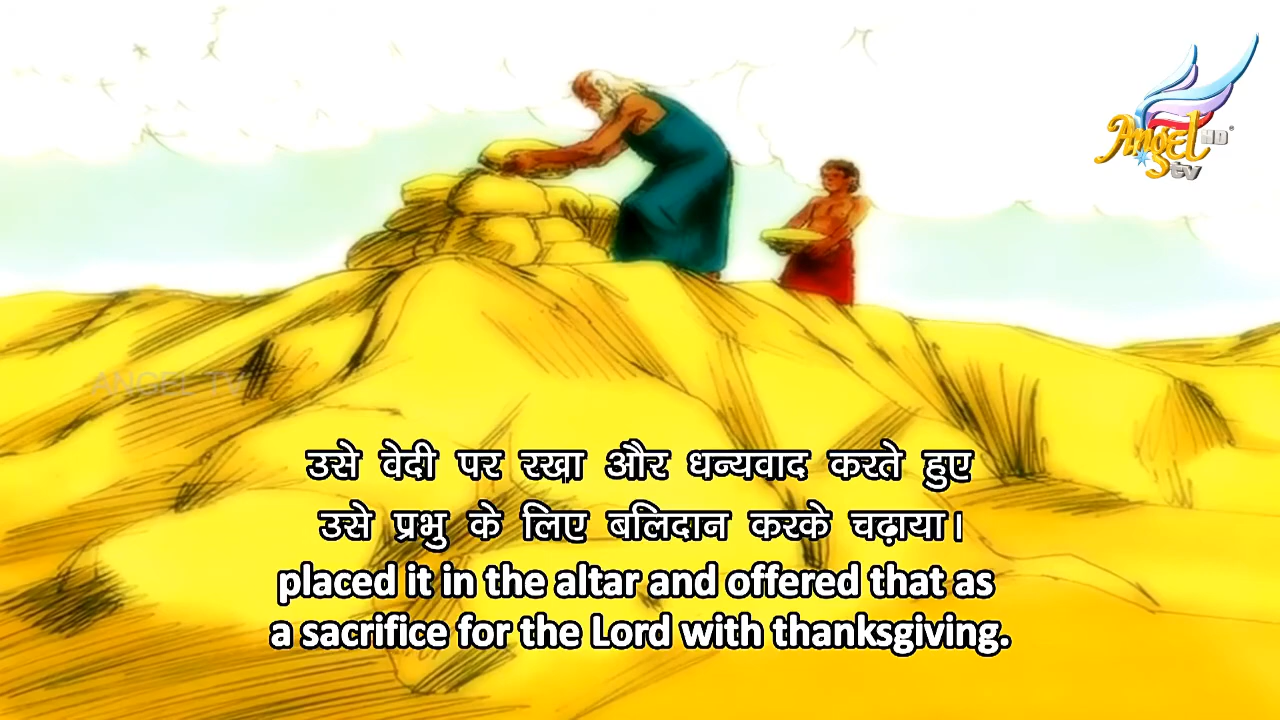 Angel HD
tv
ANGEL TV
उसे वेदी पर रखा और धन्यवाद करते हुए
उसे प्रभु के लिए बलिदान करके चढ़ाया।
placed it in the altar and offered that as
a sacrifice for the Lord with thanksgiving.